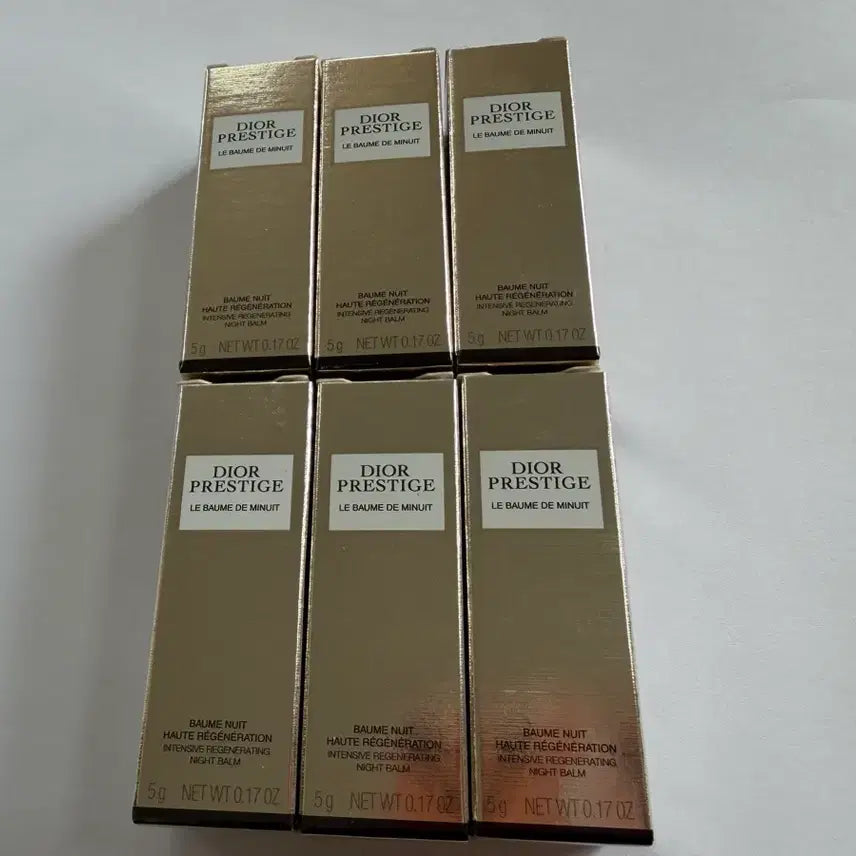 DIOR
PRESTIGE
LE BAUME DE MINUIT
BAUME NUIT
HAUTE RÉGÉNÉRATION
INTENSIVE REGENERATING
NIGHT BALM
5g NET WT 0.17 OZ
DIOR
PRESTIGE
LE BAUME DE MINUIT
BAUME NUIT
HAUTE RÉGÉNÉRATION
INTENSIVE REGENERATING
NIGHT BALM
5g NET WT 0.17 OZ
DIOR
PRESTIGE
LE BAUME DE MINUIT
BAUME NUIT
HAUTE RÉGÉNÉRATION
INTENSIVE REGENERATING
NIGHT BALM
5g NET WT 0.17 OZ
DIOR
PRESTIGE
LE BAUME DE MINUIT
BAUME NUIT
HAUTE RÉGÉNÉRATION
INTENSIVE REGENERATING
NIGHT BALM
5g NET WT 0.17 OZ
DIOR
PRESTIGE
LE BAUME DE MINUIT
BAUME NUIT
HAUTE RÉGÉNÉRATION
INTENSIVE REGENERATING
NIGHT BALM
5g NET WT 0.17 OZ
DIOR
PRESTIGE
LE BAUME DE MINUIT
BAUME NUIT
HAUTE RÉGÉNÉRATION
INTENSIVE REGENERATING
NIGHT BALM
5g NET WT 0.17 OZ